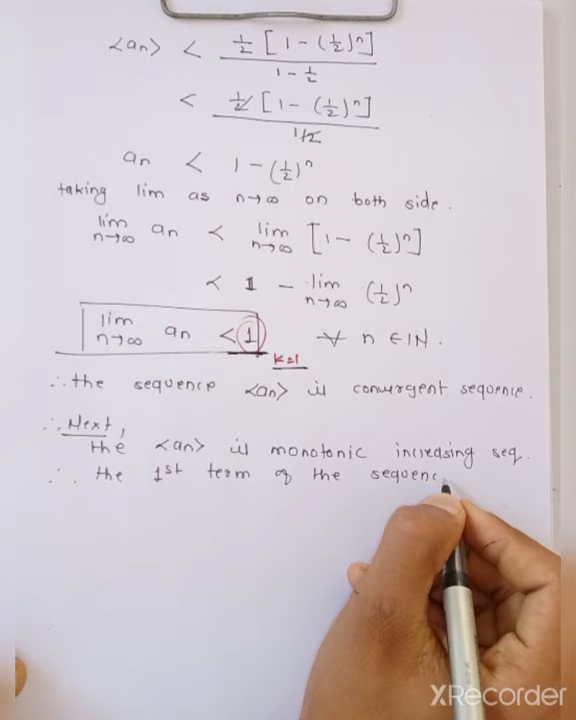 <an> < 1/2 [1 - (1/2)ⁿ] / 1 - 1/2
< 1/2 [1 - (1/2)ⁿ] / 1/2
an < 1 - (1/2)ⁿ
taking lim as n→∞ on both side.
lim n→∞ an < lim n→∞ [1 - (1/2)ⁿ]
< 1 - lim n→∞ (1/2)ⁿ
lim n→∞ an < 1 ∀ n ∈ IN.
k=1
∴ the sequence <an> is convergent sequence.
∴ Next,
the <an> is monotonic increasing seq.
∴ the 1st term of the sequenc
XRecorder